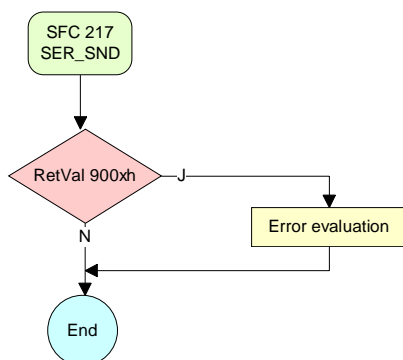 SFC 217
SER_SND
RetVal 900xh
J
N
Error evaluation
End